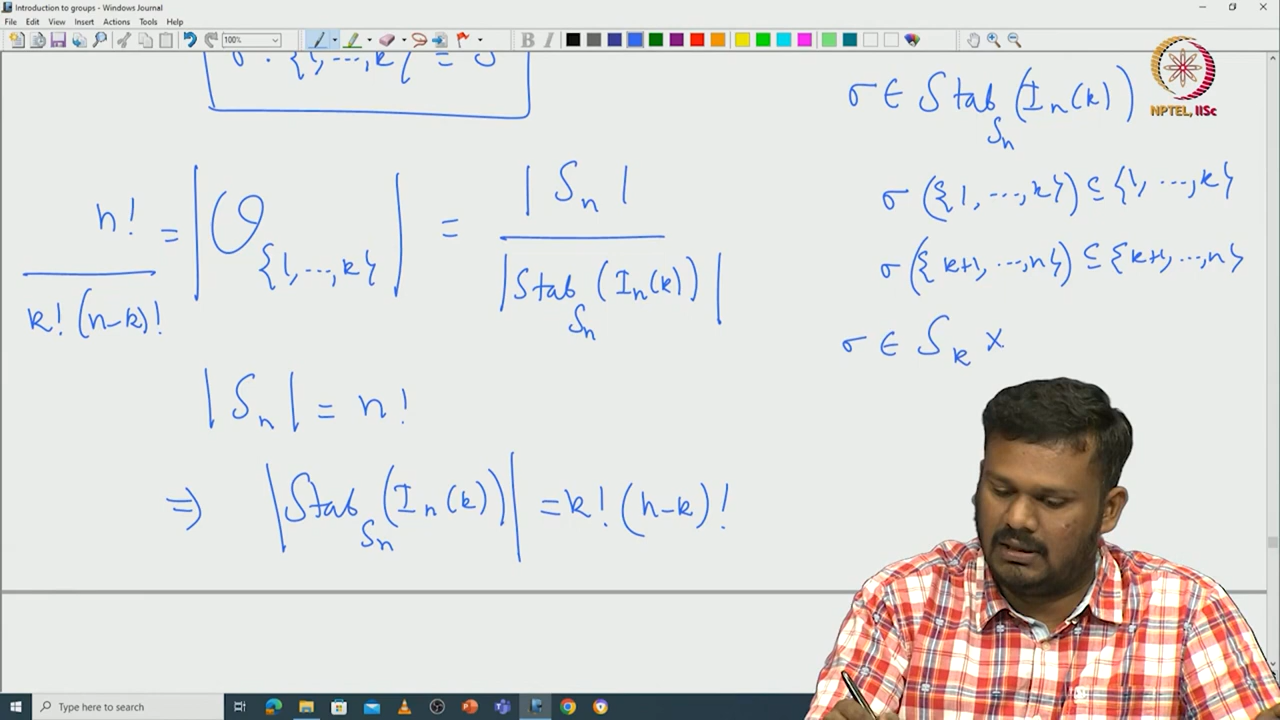 Introduction to groups - Windows Journal
File Edit View Insert Actions Tools Help
100%
B I
σ · {1, ..., k} = S
n! / k! (n-k)! = | O_{1, ..., k} | = | S_n | / | Stab_{S_n} (I_n(k)) |
| S_n | = n!
⇒ | Stab_{S_n} (I_n(k)) | = k! (n-k)!
σ ∈ Stab_{S_n} (I_n(k))
σ ({1, ..., k}) ⊆ {1, ..., k}
σ ({k+1, ..., n}) ⊆ {k+1, ..., n}
σ ∈ S_k ×
NPTEL, IISc
Type here to search